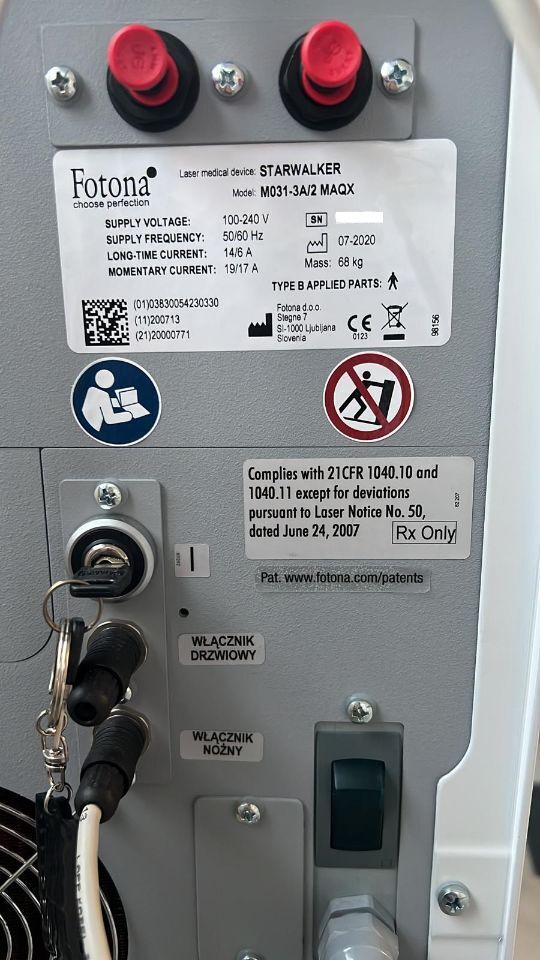 Fotona
choose perfection
Laser medical device: STARWALKER
Model: M031-3A/2 MAQX
SUPPLY VOLTAGE: 100-240 V
SUPPLY FREQUENCY: 50/60 Hz
LONG-TIME CURRENT: 14/6 A
MOMENTARY CURRENT: 19/17 A
SN
07-2020
Mass: 68 kg
TYPE B APPLIED PARTS:
(01)03830054230330
(11)200713
(21)20000771
Fotona d.o.o.
Stegne 7
SI-1000 Ljubljana
Slovenia
CE
0123
98156
Complies with 21CFR 1040.10 and
1040.11 except for deviations
pursuant to Laser Notice No. 50,
dated June 24, 2007
Rx Only
Pat. www.fotona.com/patents
WŁĄCZNIK
DRZWIOWY
WŁĄCZNIK
NOŻNY